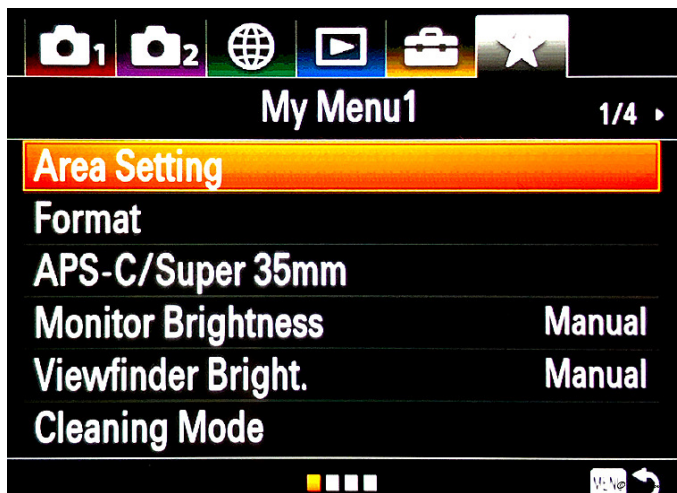 1 2
My Menu1 1/4
Area Setting
Format
APS-C/Super 35mm
Monitor Brightness Manual
Viewfinder Bright. Manual
Cleaning Mode